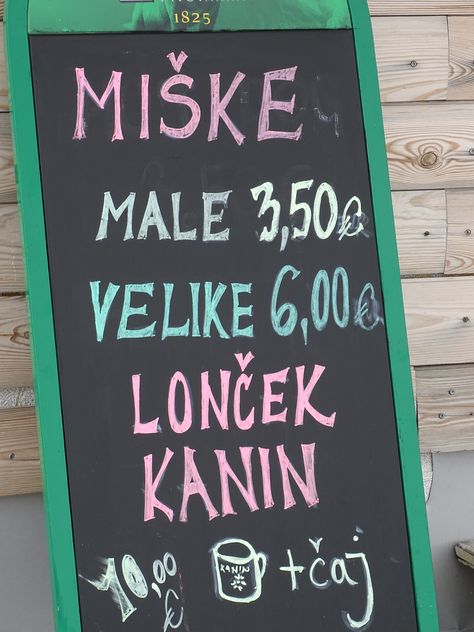 1825
MIŠKE
MALE 3,50€
VELIKE 6,00€
LONČEK
KANIN
10,00€ KANIN +čaj